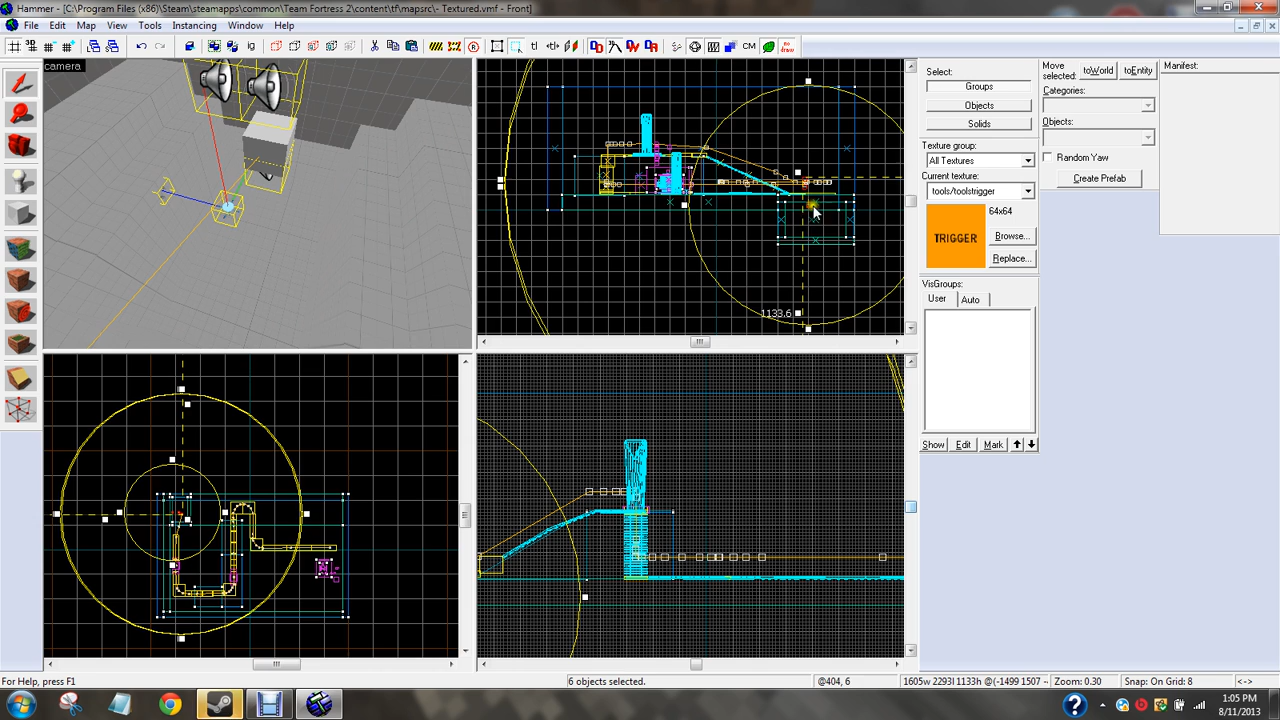 Hammer - [C:\Program Files (x86)\Steam\steamapps\common\Team Fortress 2\content\tf\mapsrc\- Textured.vmf - Front]
File Edit Map View Tools Instancing Window Help
camera
1133.6
Select:
Groups
Objects
Solids
Texture group:
All Textures
Current texture:
tools/toolstrigger
TRIGGER
64x64
Browse...
Replace...
VisGroups:
User Auto
Show Edit Mark
Move selected:
toWorld toEntity
Categories:
Objects:
Random Yaw
Create Prefab
Manifest:
For Help, press F1
6 objects selected.
@404, 6
1605w 2293l 1133h @(-1499 1507
Zoom: 0.30
Snap: On Grid: 8
<->
1:05 PM
8/11/2013